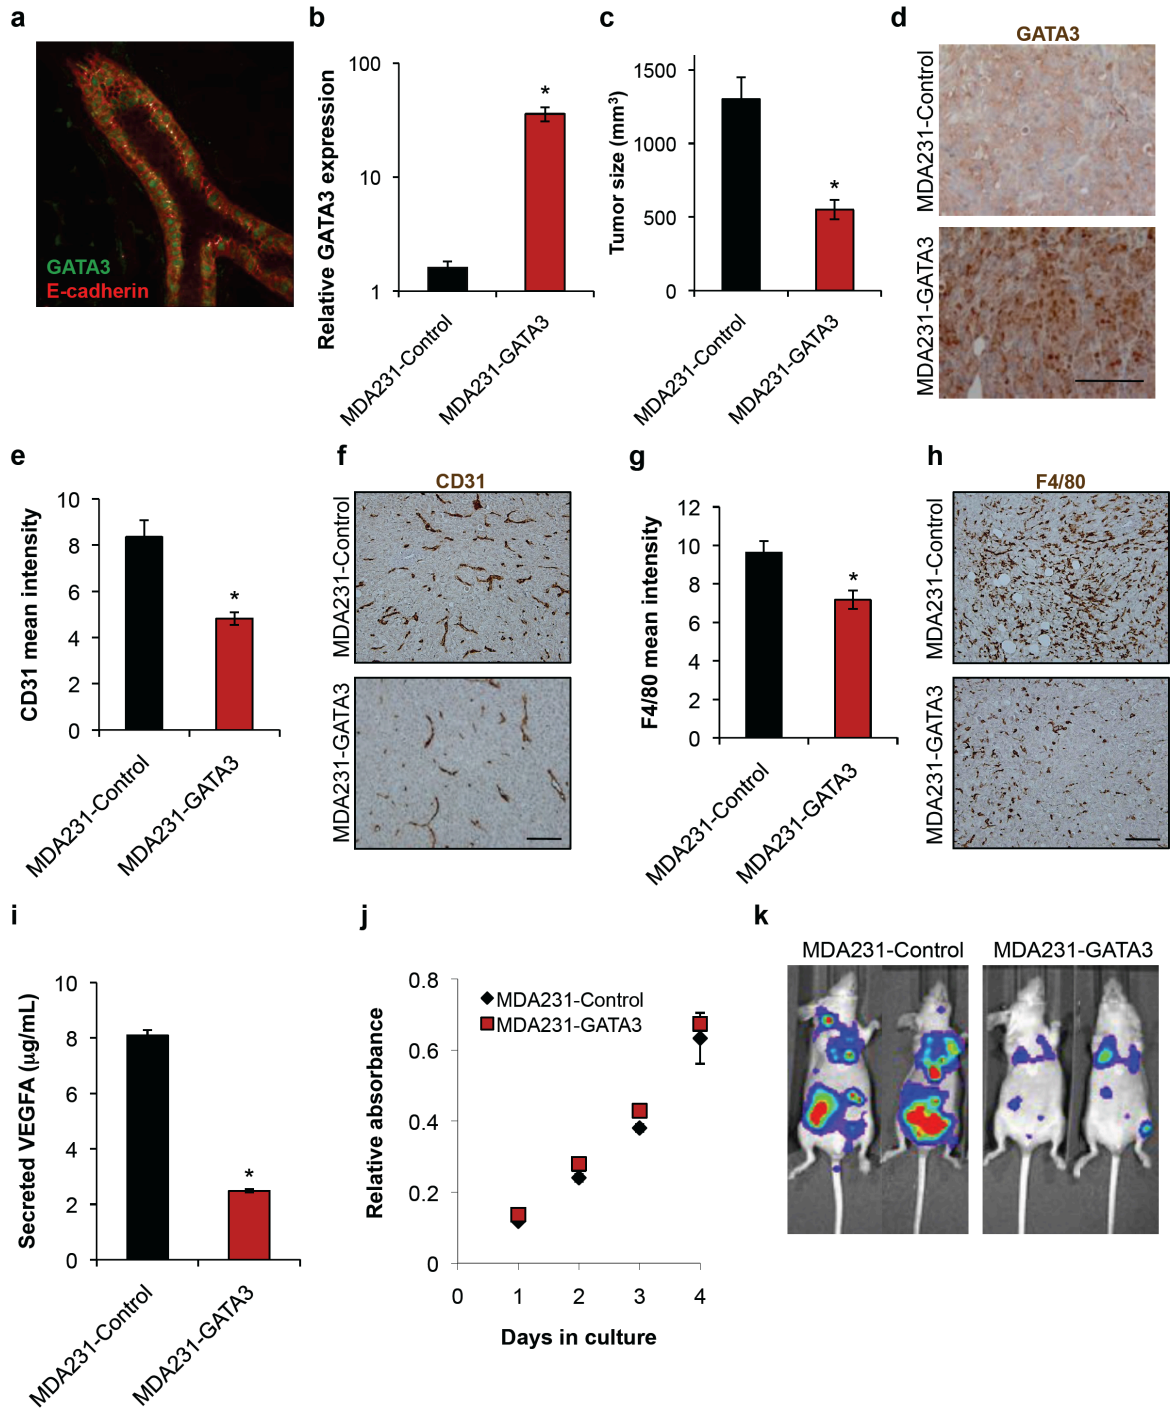 a
GATA3
E-cadherin
b
Relative GATA3 expression
100
10
1
*
MDA231-Control
MDA231-GATA3
c
Tumor size (mm³)
1500
1000
500
0
*
MDA231-Control
MDA231-GATA3
d
GATA3
MDA231-Control
MDA231-GATA3
e
CD31 mean intensity
10
8
6
4
2
0
*
MDA231-Control
MDA231-GATA3
f
CD31
MDA231-Control
MDA231-GATA3
g
F4/80 mean intensity
12
10
8
6
4
2
0
*
MDA231-Control
MDA231-GATA3
h
F4/80
MDA231-Control
MDA231-GATA3
i
Secreted VEGFA (µg/mL)
10
8
6
4
2
0
*
MDA231-Control
MDA231-GATA3
j
Relative absorbance
0.8
0.6
0.4
0.2
0
MDA231-Control
MDA231-GATA3
0 1 2 3 4
Days in culture
k
MDA231-Control MDA231-GATA3